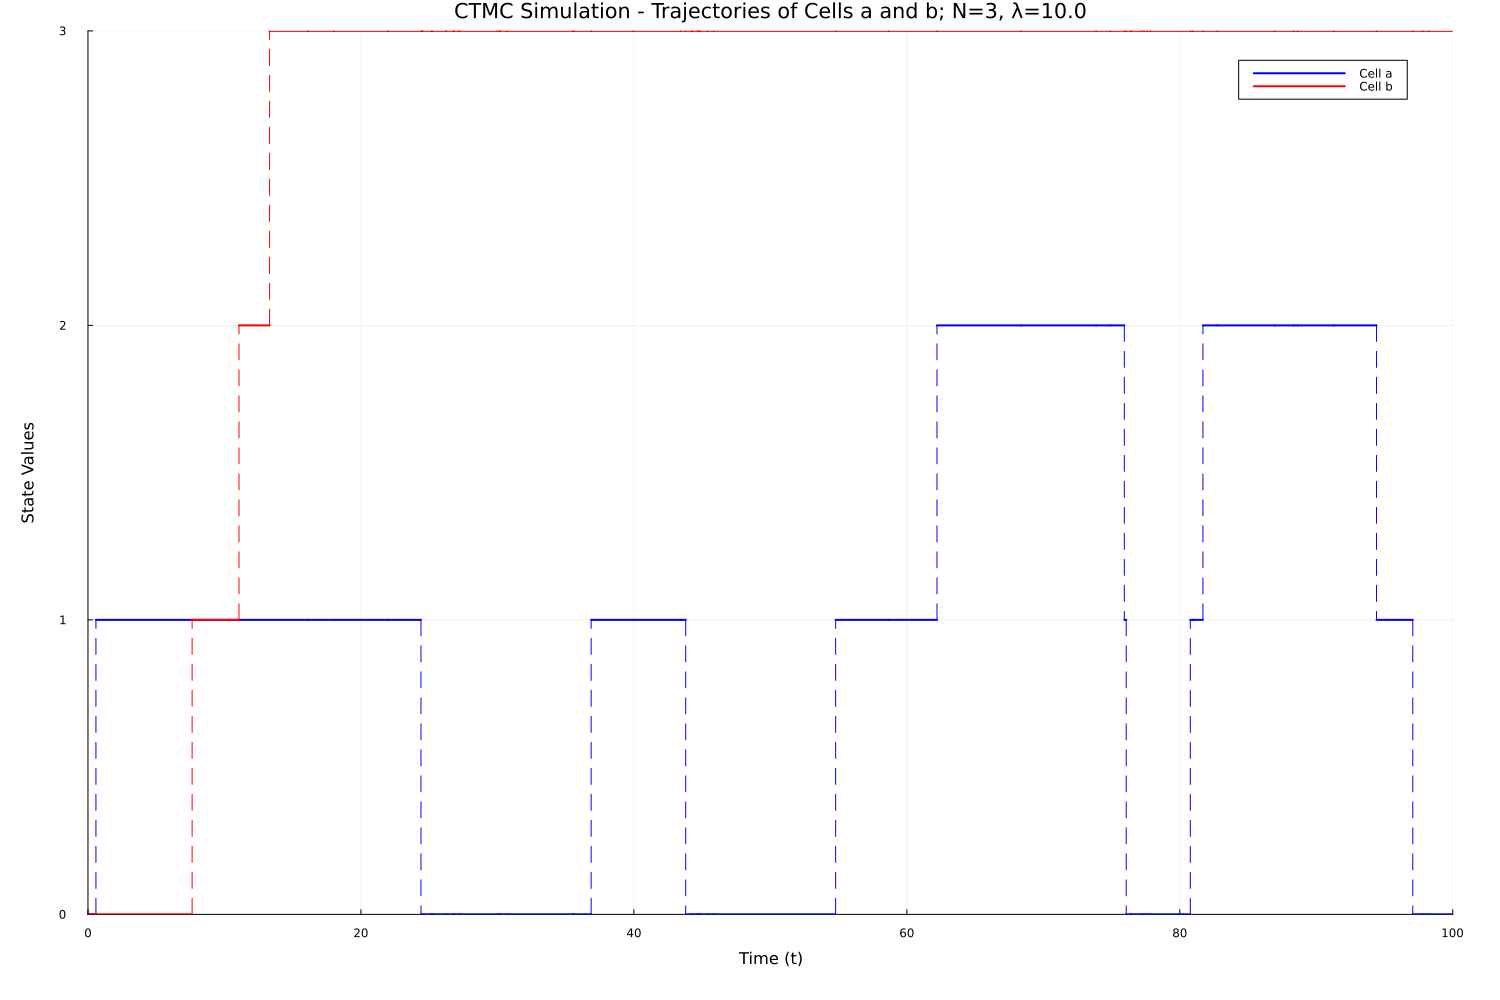 CTMC Simulation - Trajectories of Cells a and b; N=3, λ=10.0
3
Cell a
Cell b
2
State Values
1
0
0 20 40 60 80 100
Time (t)